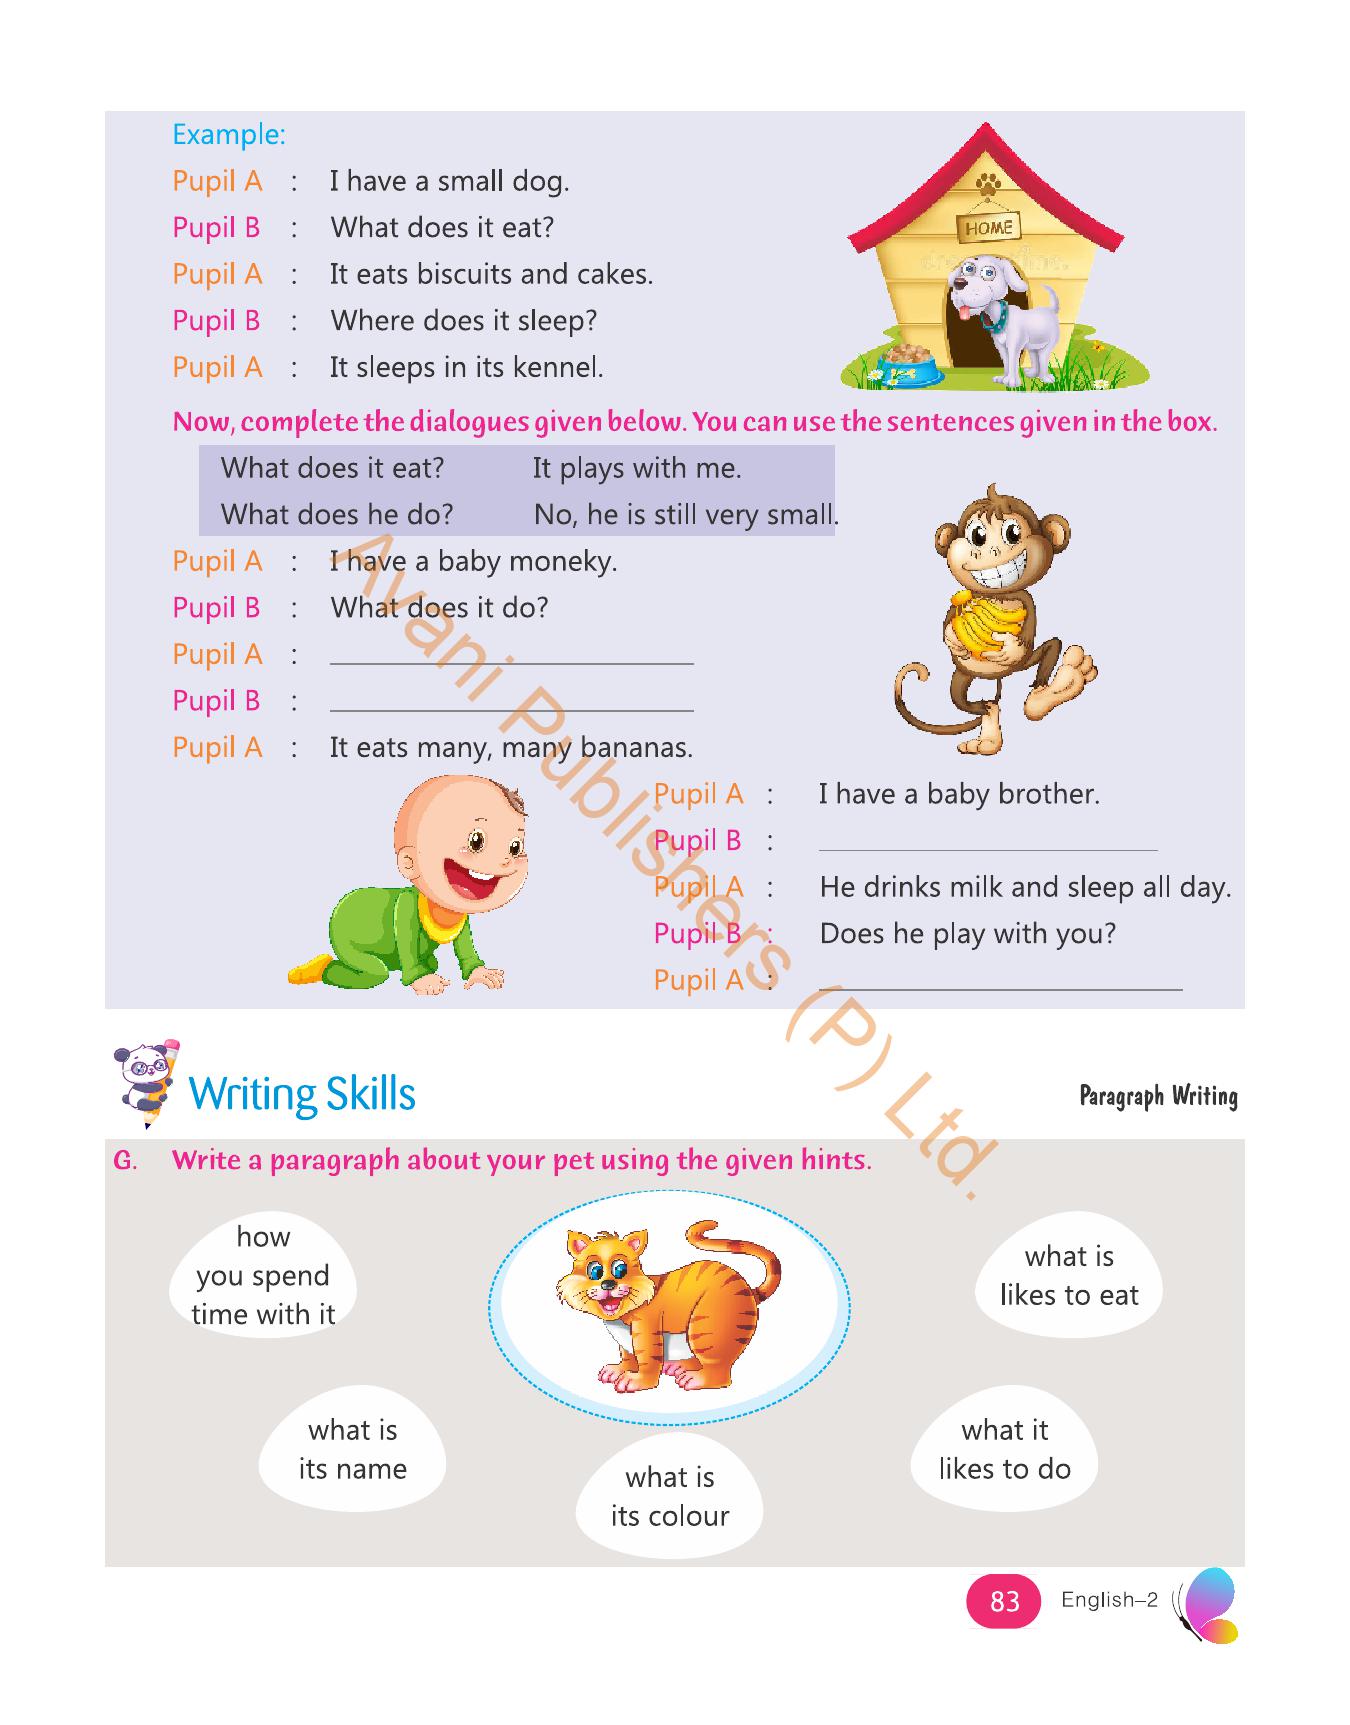 Example:
Pupil A : I have a small dog.
Pupil B : What does it eat?
Pupil A : It eats biscuits and cakes.
Pupil B : Where does it sleep?
Pupil A : It sleeps in its kennel.
HOME
Now, complete the dialogues given below. You can use the sentences given in the box.
What does it eat? It plays with me.
What does he do? No, he is still very small.
Pupil A : I have a baby moneky.
Pupil B : What does it do?
Pupil A :
Pupil B :
Pupil A : It eats many, many bananas.
Pupil A : I have a baby brother.
Pupil B :
Pupil A : He drinks milk and sleep all day.
Pupil B : Does he play with you?
Pupil A :
Avani Publishers (P) Ltd.
Writing Skills
Paragraph Writing
G. Write a paragraph about your pet using the given hints.
how
you spend
time with it
what is
likes to eat
what is
its name
what is
its colour
what it
likes to do
83 English–2